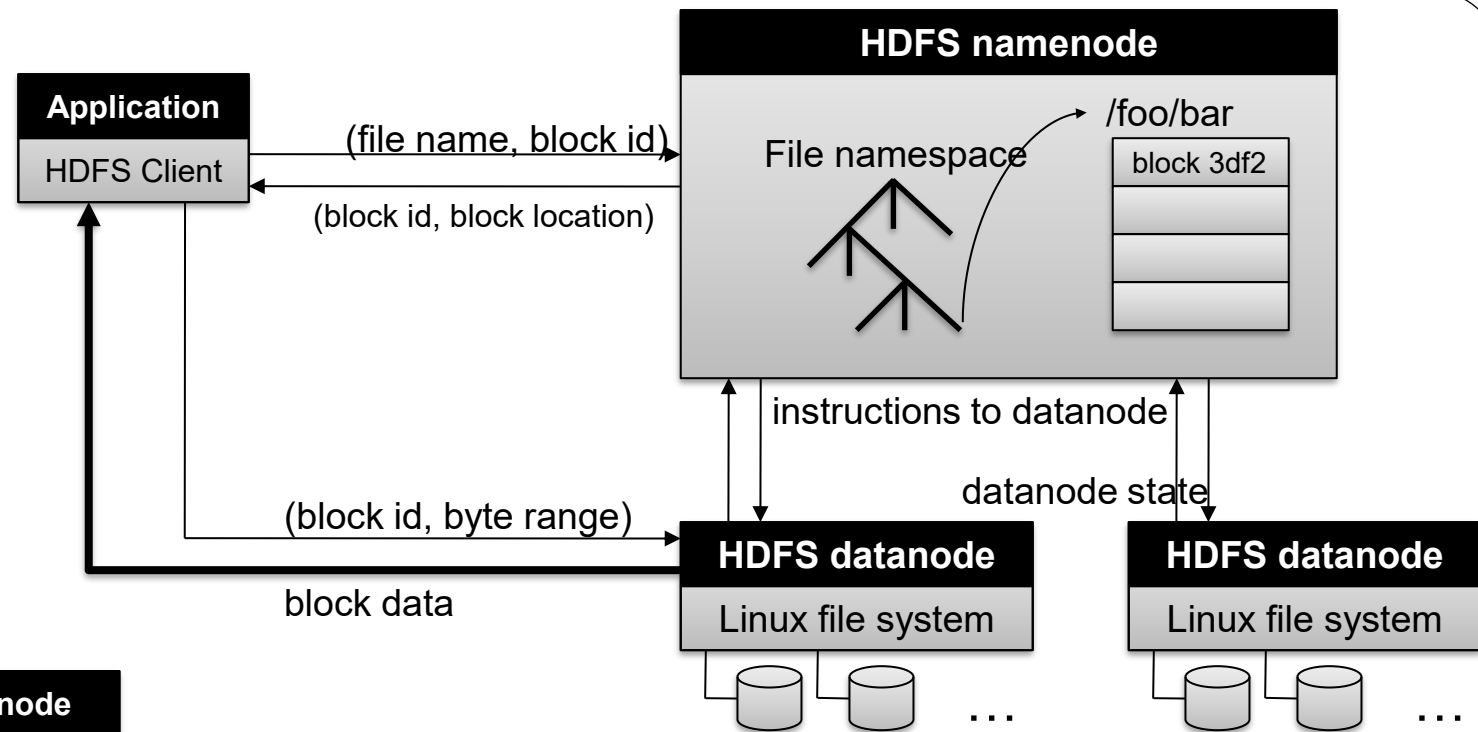 HDFS namenode
Application
HDFS Client
(file name, block id)
(block id, block location)
File namespace
/foo/bar
block 3df2
instructions to datanode
datanode state
(block id, byte range)
block data
HDFS datanode
Linux file system
...
HDFS datanode
Linux file system
...
node